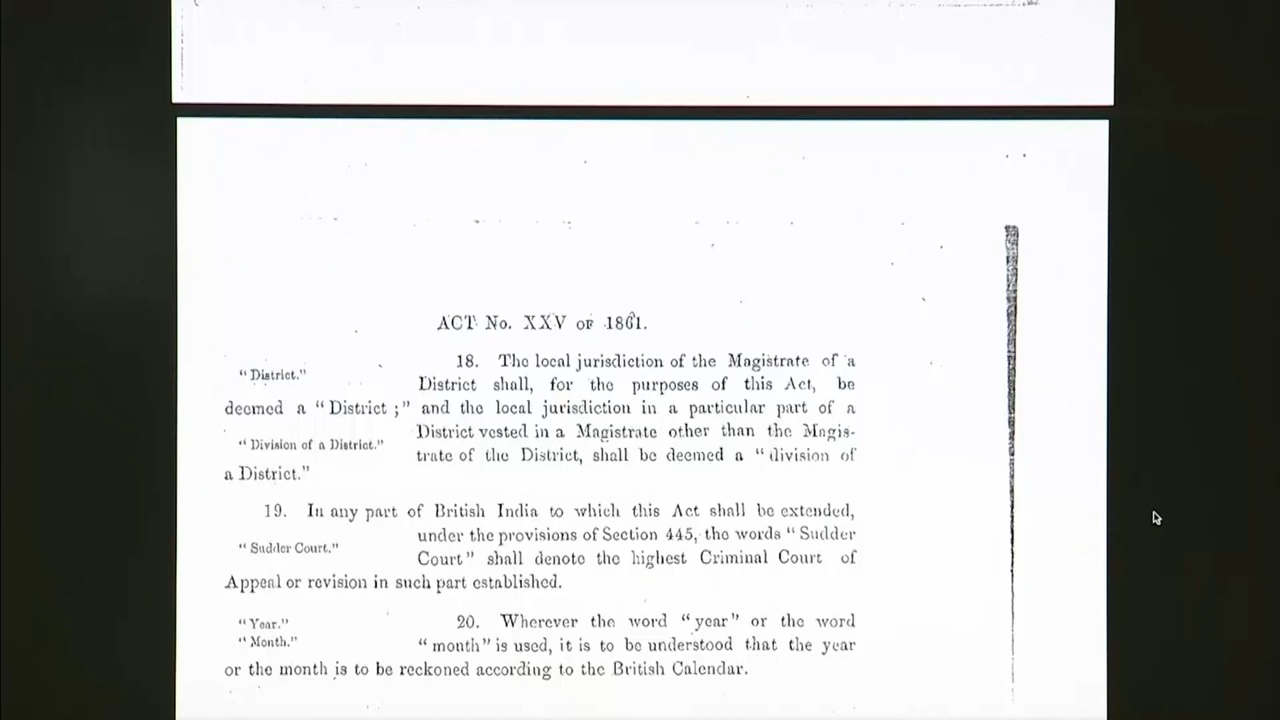 ACT No. XXV OF 1861.
18. The local jurisdiction of the Magistrate of a
"District."
District shall, for the purposes of this Act, be
deemed a "District;" and the local jurisdiction in a particular part of a
District vested in a Magistrate other than the Magis-
"Division of a District."
trate of the District, shall be deemed a "division of
a District."
19. In any part of British India to which this Act shall be extended,
under the provisions of Section 445, the words "Sudder
"Sudder Court."
Court" shall denote the highest Criminal Court of
Appeal or revision in such part established.
"Year."
20. Wherever the word "year" or the word
"Month."
"month" is used, it is to be understood that the year
or the month is to be reckoned according to the British Calendar.